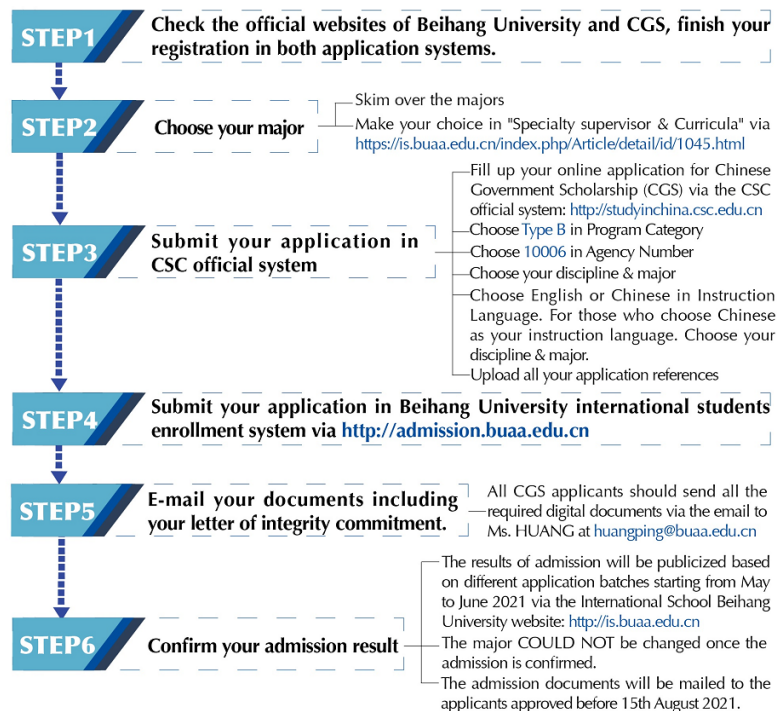 STEP1
Check the official websites of Beihang University and CGS, finish your
registration in both application systems.
STEP2
Choose your major
Skim over the majors
Make your choice in "Specialty supervisor & Curricula" via
https://is.buaa.edu.cn/index.php/Article/detail/id/1045.html
STEP3
Submit your application in
CSC official system
Fill up your online application for Chinese
Government Scholarship (CGS) via the CSC
official system: http://studyinchina.csc.edu.cn
Choose Type B in Program Category
Choose 10006 in Agency Number
Choose your discipline & major
Choose English or Chinese in Instruction
Language. For those who choose Chinese
as your instruction language. Choose your
discipline & major.
Upload all your application references
STEP4
Submit your application in Beihang University international students
enrollment system via http://admission.buaa.edu.cn
STEP5
E-mail your documents including
your letter of integrity commitment.
All CGS applicants should send all the
required digital documents via the email to
Ms. HUANG at huangping@buaa.edu.cn
STEP6
Confirm your admission result
The results of admission will be publicized based
on different application batches starting from May
to June 2021 via the International School Beihang
University website: http://is.buaa.edu.cn
The major COULD NOT be changed once the
admission is confirmed.
The admission documents will be mailed to the
applicants approved before 15th August 2021.